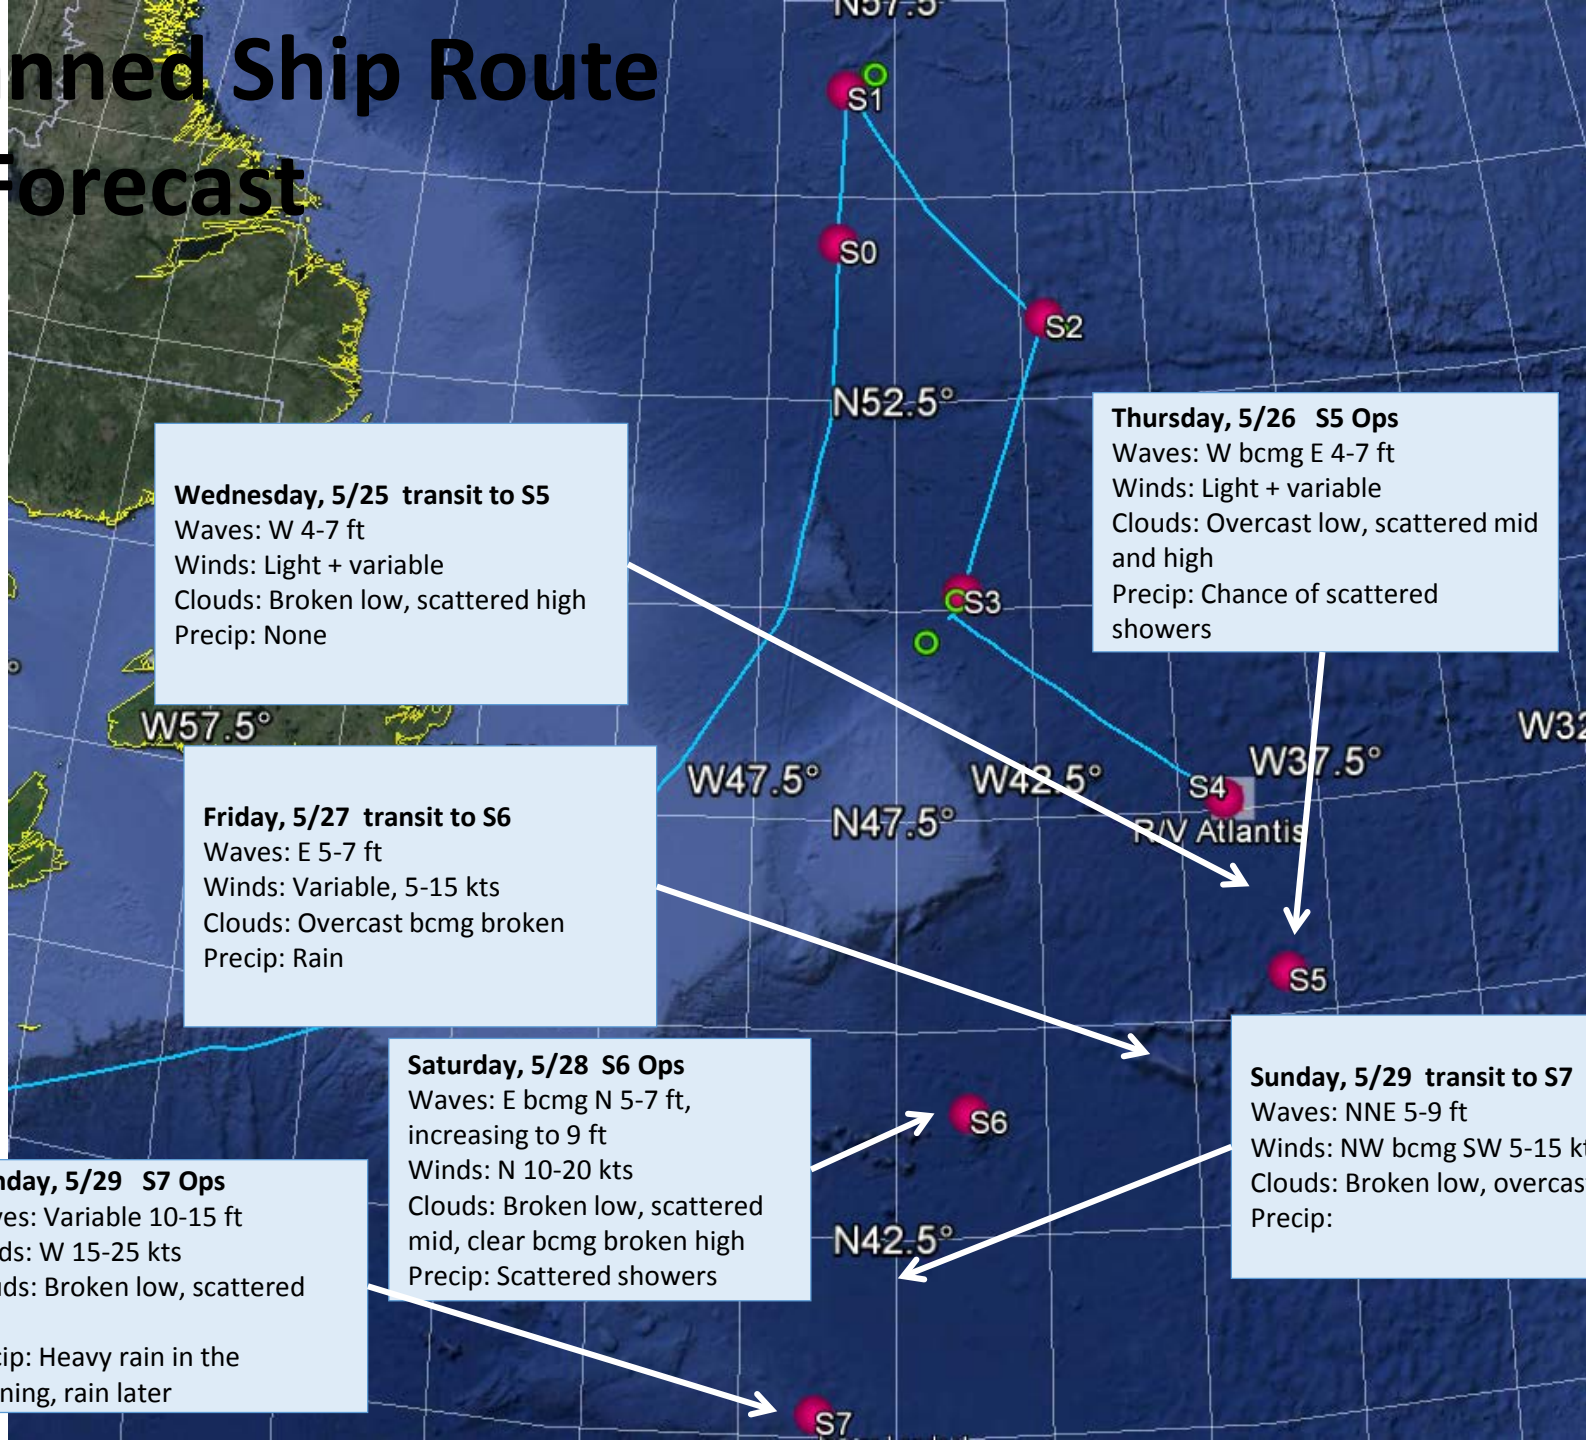 nned Ship Route
Forecast
N57.5°
S1
S0
S2
N52.5°
Thursday, 5/26 S5 Ops
Waves: W bcmg E 4-7 ft
Winds: Light + variable
Clouds: Overcast low, scattered mid
and high
Precip: Chance of scattered
showers
Wednesday, 5/25 transit to S5
Waves: W 4-7 ft
Winds: Light + variable
Clouds: Broken low, scattered high
Precip: None
S3
W57.5°
W47.5°
W42.5°
W37.5°
W32
S4
N47.5°
R/V Atlantis
Friday, 5/27 transit to S6
Waves: E 5-7 ft
Winds: Variable, 5-15 kts
Clouds: Overcast bcmg broken
Precip: Rain
S5
Saturday, 5/28 S6 Ops
Waves: E bcmg N 5-7 ft,
increasing to 9 ft
Winds: N 10-20 kts
Clouds: Broken low, scattered
mid, clear bcmg broken high
Precip: Scattered showers
S6
Sunday, 5/29 transit to S7
Waves: NNE 5-9 ft
Winds: NW bcmg SW 5-15 kt
Clouds: Broken low, overcas
Precip:
N42.5°
nday, 5/29 S7 Ops
ves: Variable 10-15 ft
ds: W 15-25 kts
uds: Broken low, scattered
cip: Heavy rain in the
ning, rain later
S7